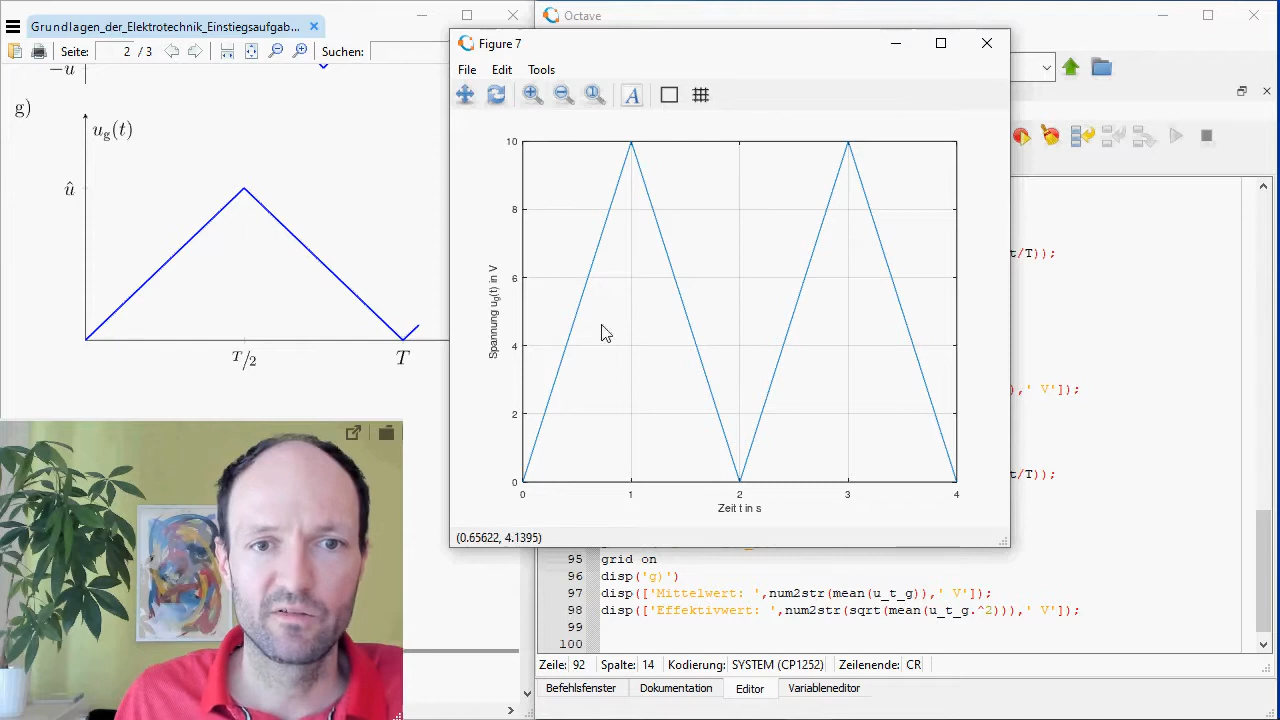 Grundlagen_der_Elektrotechnik_Einstiegsaufgab...
Seite:
2 / 3
Suchen:
−u
g)
ug(t)
û
T/2
T
Octave
Figure 7
File Edit Tools
A
10
8
6
4
2
0
Spannung ug(t) in V
0 1 2 3 4
Zeit t in s
(0.65622, 4.1395)
t/T));
),' V']);
t/T));
95 grid on
96 disp('g)')
97 disp(['Mittelwert: ',num2str(mean(u_t_g)),' V']);
98 disp(['Effektivwert: ',num2str(sqrt(mean(u_t_g.^2))),' V']);
99
100
Zeile: 92 Spalte: 14 Kodierung: SYSTEM (CP1252) Zeilenende: CR
Befehlsfenster Dokumentation Editor Variableneditor